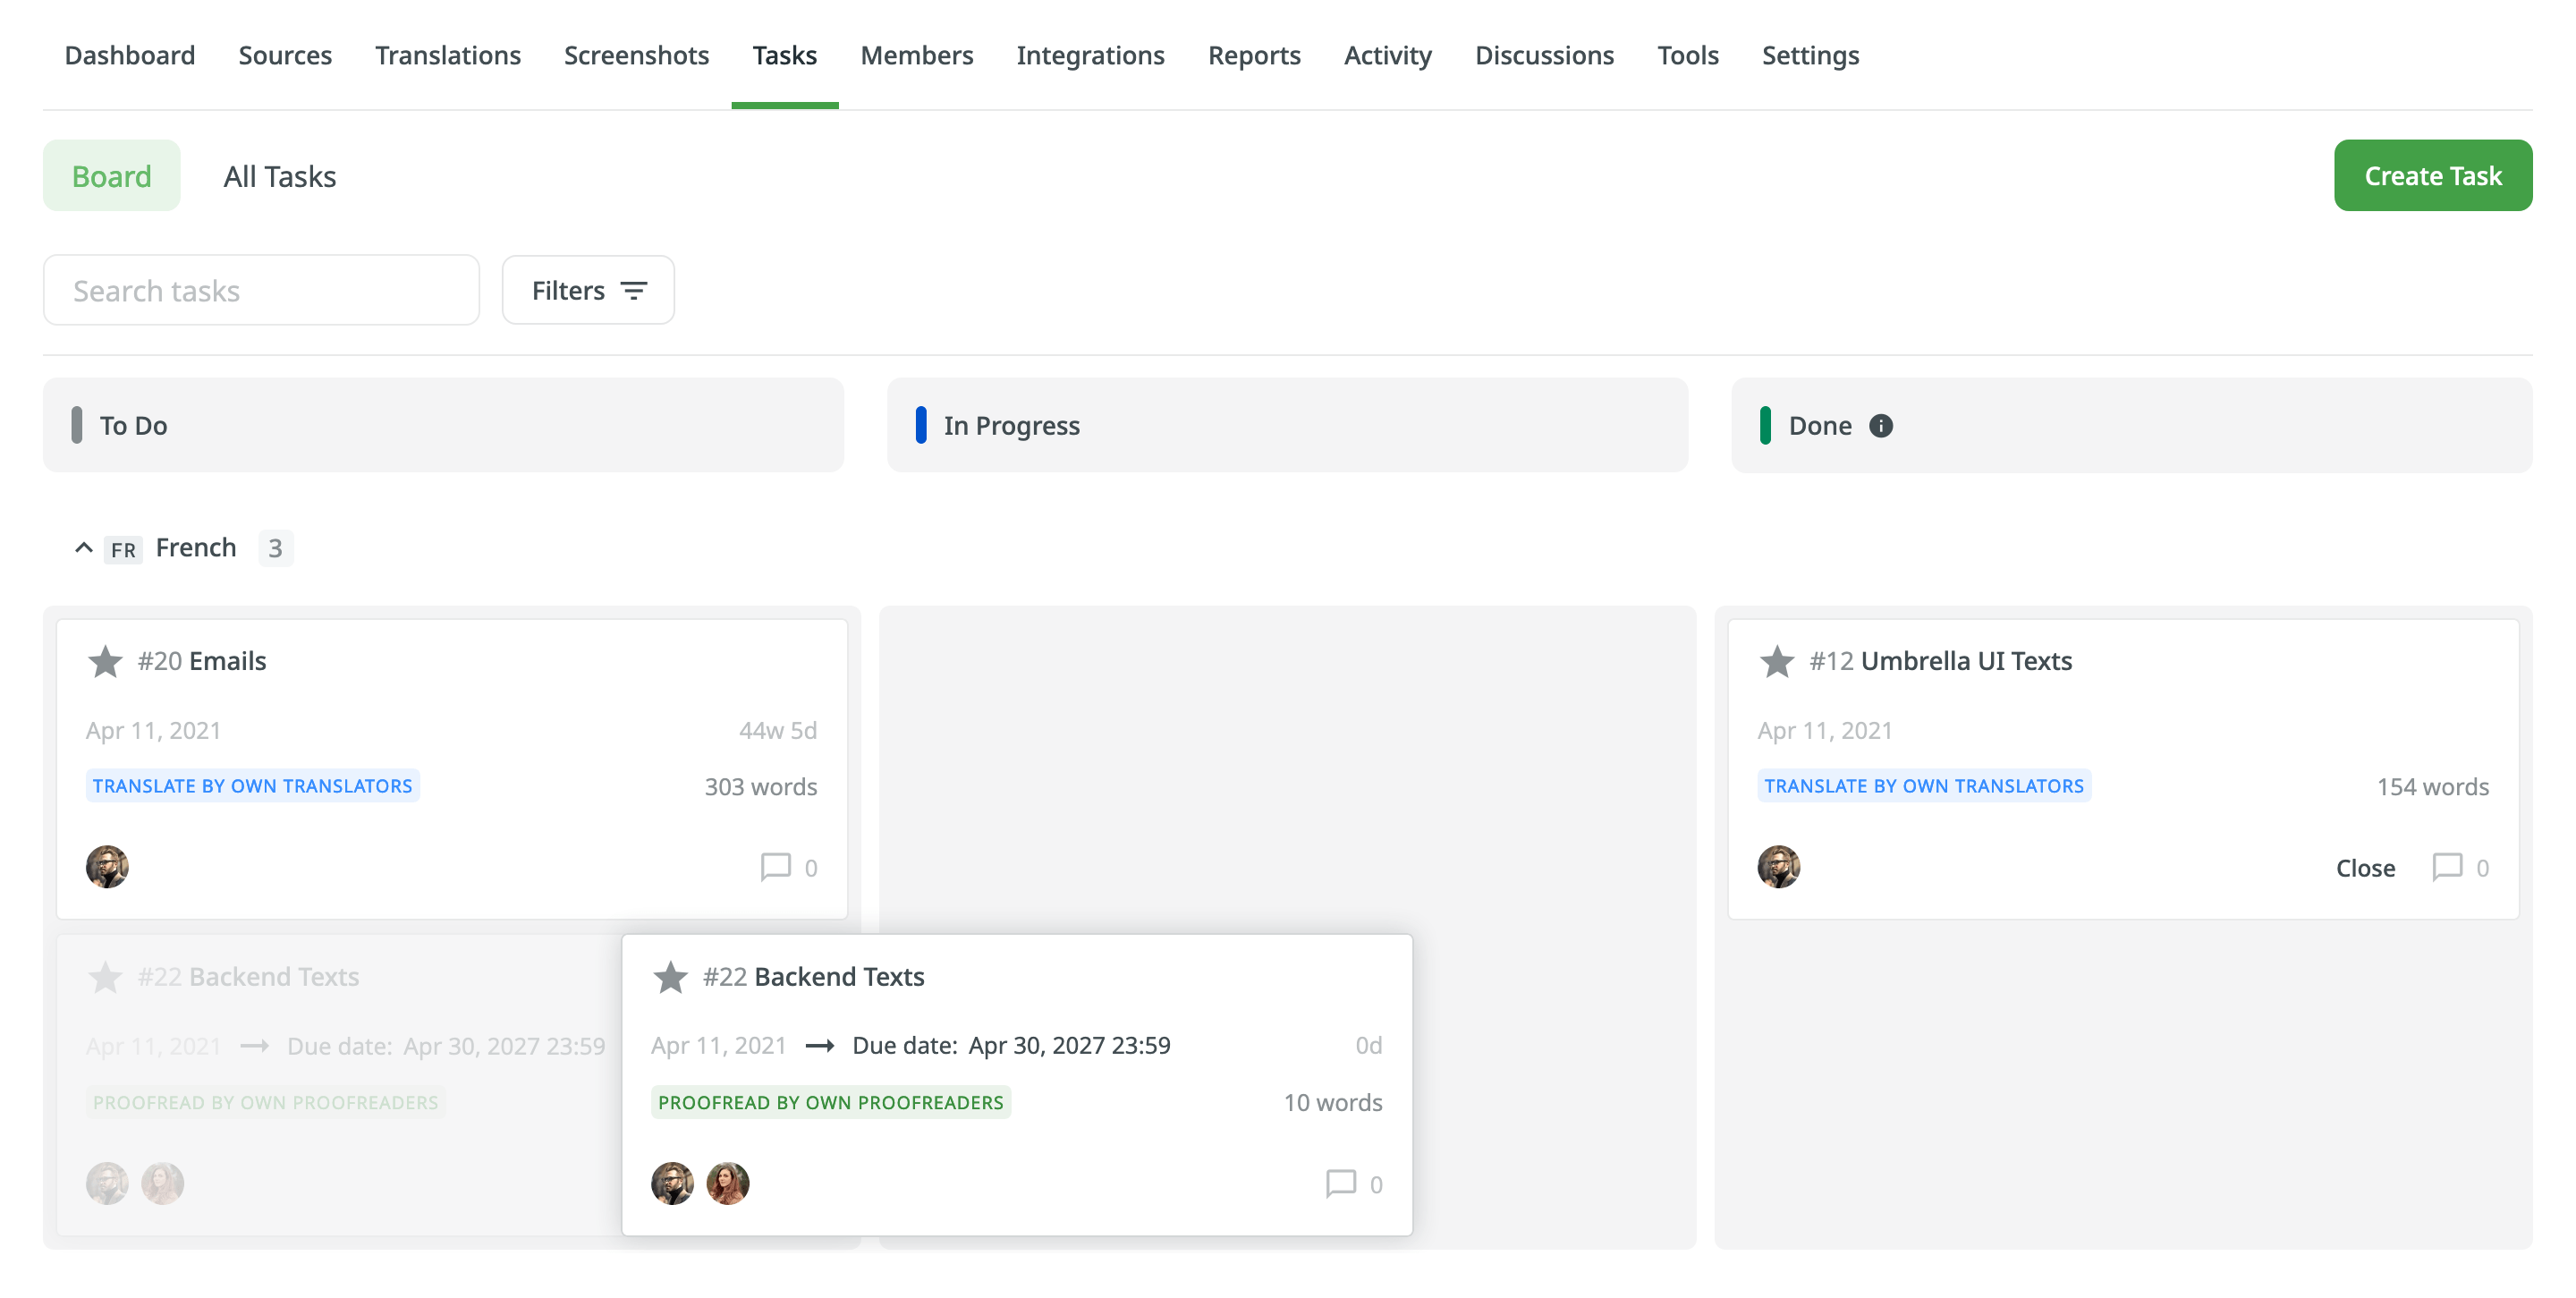 Dashboard Sources Translations Screenshots Tasks Members Integrations Reports Activity Discussions Tools Settings
Board All Tasks Create Task
Search tasks Filters
To Do In Progress Done
FR French 3
#20 Emails
Apr 11, 2021 44w 5d
TRANSLATE BY OWN TRANSLATORS 303 words
0
#12 Umbrella UI Texts
Apr 11, 2021
TRANSLATE BY OWN TRANSLATORS 154 words
Close 0
#22 Backend Texts
Apr 11, 2021 Due date: Apr 30, 2027 23:59
PROOFREAD BY OWN PROOFREADERS
#22 Backend Texts
Apr 11, 2021 Due date: Apr 30, 2027 23:59 0d
PROOFREAD BY OWN PROOFREADERS 10 words
0